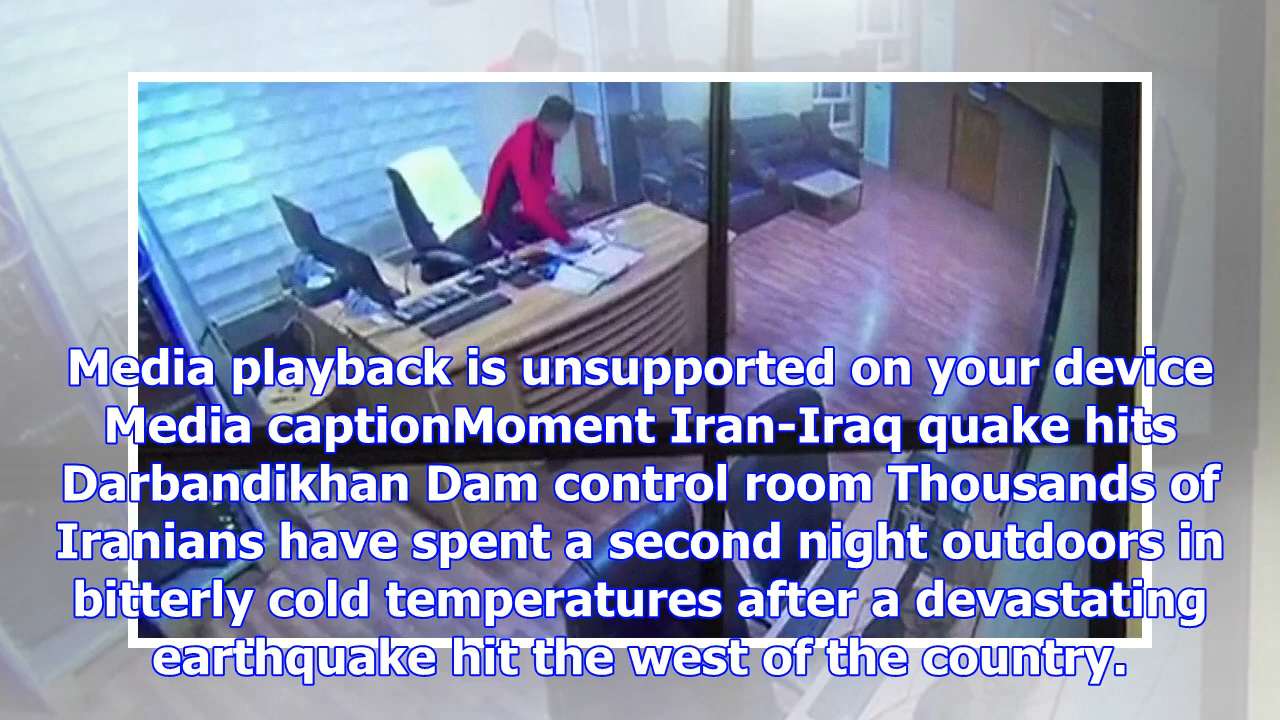 Media playback is unsupported on your device
Media captionMoment Iran-Iraq quake hits
Darbandikhan Dam control room Thousands of
Iranians have spent a second night outdoors in
bitterly cold temperatures after a devastating
earthquake hit the west of the country.